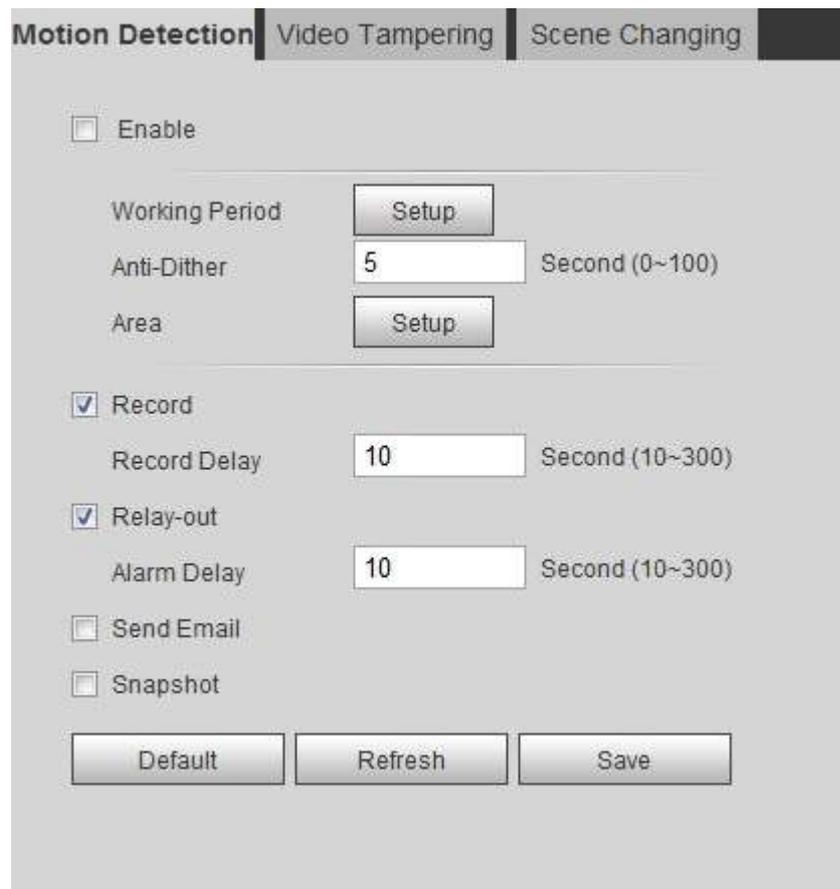 Motion Detection Video Tampering Scene Changing
Enable
Working Period Setup
Anti-Dither 5 Second (0~100)
Area Setup
Record
Record Delay 10 Second (10~300)
Relay-out
Alarm Delay 10 Second (10~300)
Send Email
Snapshot
Default Refresh Save